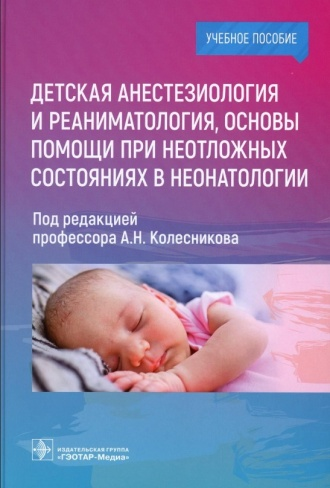 УЧЕБНОЕ ПОСОБИЕ
ДЕТСКАЯ АНЕСТЕЗИОЛОГИЯ
И РЕАНИМАТОЛОГИЯ, ОСНОВЫ
ПОМОЩИ ПРИ НЕОТЛОЖНЫХ
СОСТОЯНИЯХ В НЕОНАТОЛОГИИ
Под редакцией
профессора А.Н. Колесникова
ИЗДАТЕЛЬСКАЯ ГРУППА
«ГЭОТАР-Медиа»